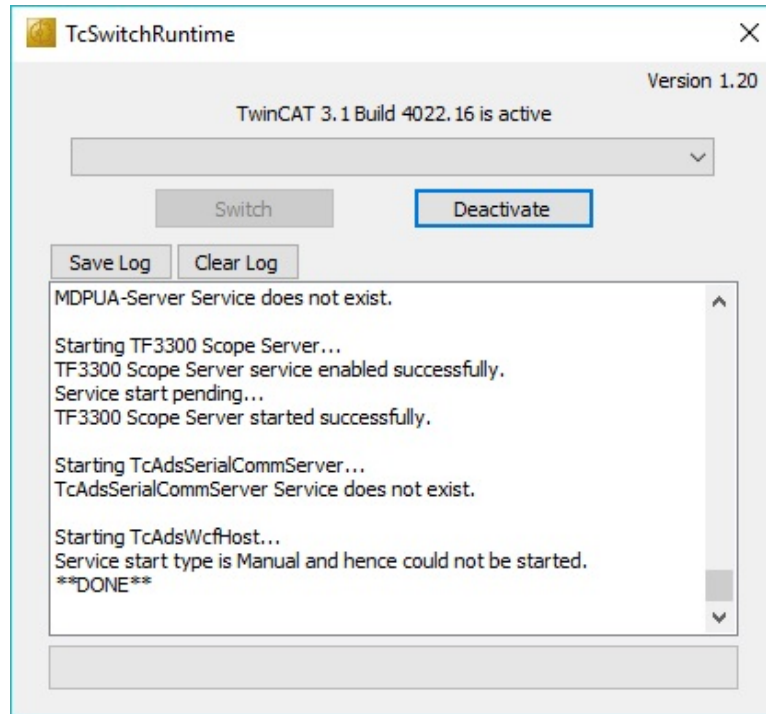 TcSwitchRuntime
Version 1.20
TwinCAT 3.1 Build 4022.16 is active
Switch
Deactivate
Save Log
Clear Log
MDPUA-Server Service does not exist.
Starting TF3300 Scope Server...
TF3300 Scope Server service enabled successfully.
Service start pending...
TF3300 Scope Server started successfully.
Starting TcAdsSerialCommServer...
TcAdsSerialCommServer Service does not exist.
Starting TcAdsWcfHost...
Service start type is Manual and hence could not be started.
**DONE**